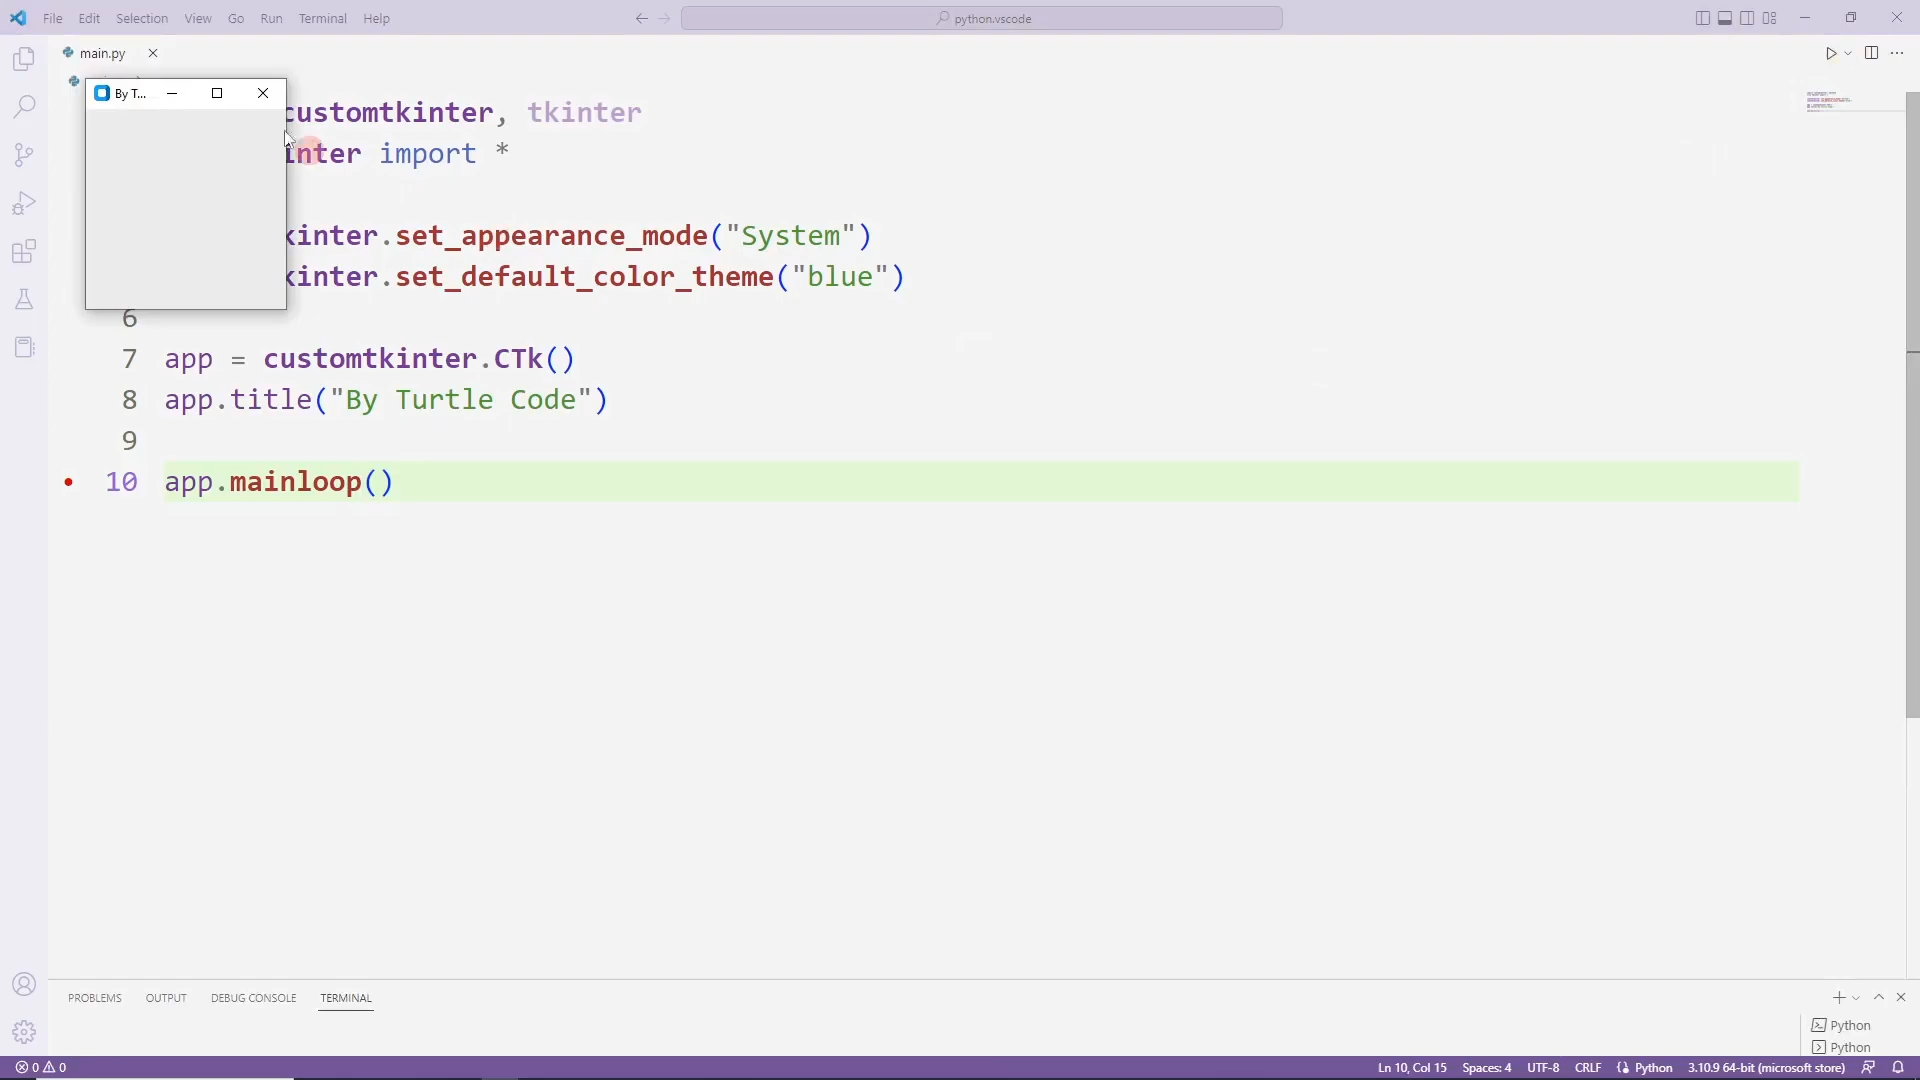 File Edit Selection View Go Run Terminal Help
python.vscode
main.py
By T...
customtkinter, tkinter
inter import *
kinter.set_appearance_mode("System")
kinter.set_default_color_theme("blue")
6
7 app = customtkinter.CTk()
8 app.title("By Turtle Code")
9
10 app.mainloop()
PROBLEMS OUTPUT DEBUG CONSOLE TERMINAL
Python
Python
0 0 Ln 10, Col 15 Spaces: 4 UTF-8 CRLF Python 3.10.9 64-bit (microsoft store)